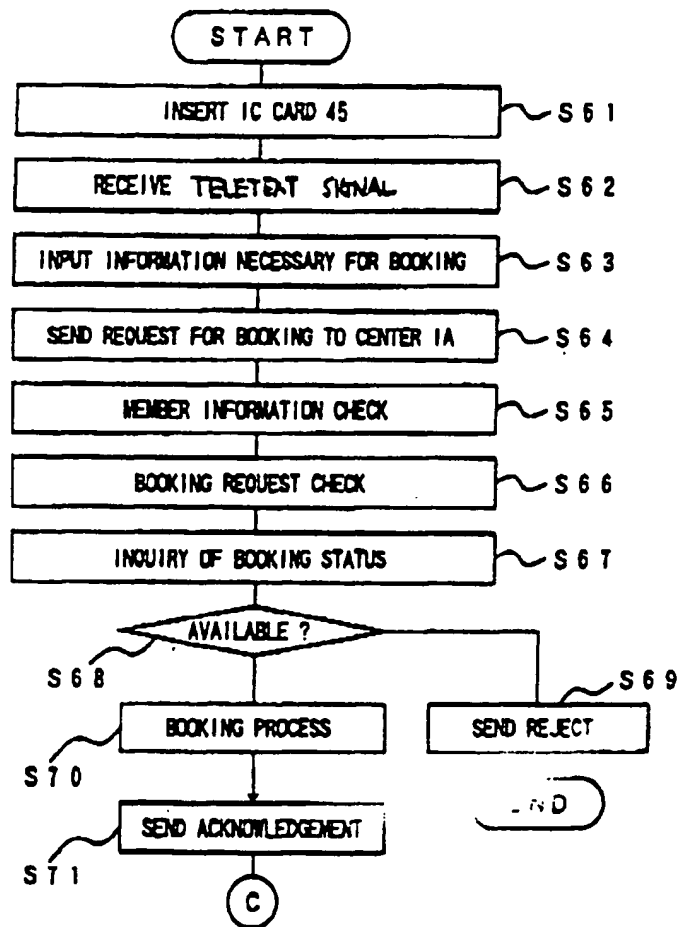 START
INSERT IC CARD 45 S61
RECEIVE TELETEXT SIGNAL S62
INPUT INFORMATION NECESSARY FOR BOOKING S63
SEND REQUEST FOR BOOKING TO CENTER 1A S64
MEMBER INFORMATION CHECK S65
BOOKING REQUEST CHECK S66
INQUIRY OF BOOKING STATUS S67
AVAILABLE ?
S68 S69
BOOKING PROCESS SEND REJECT
S70
END
SEND ACKNOWLEDGEMENT
S71
C